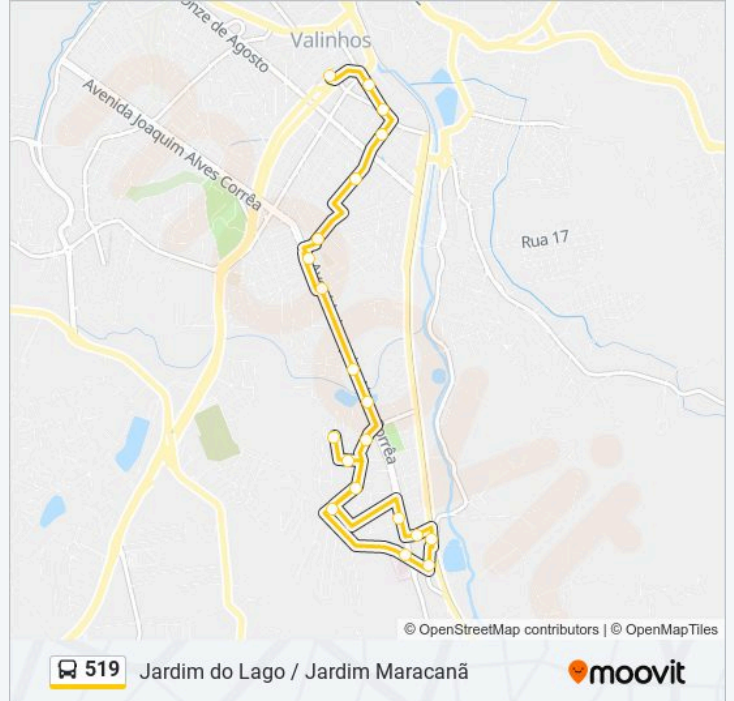 Onze de Agosto
Valinhos
Avenida Joaquim Alves Corrêa
Rua 17
Corrêa
© OpenStreetMap contributors | © OpenMapTiles
519 Jardim do Lago / Jardim Maracanã
moovit